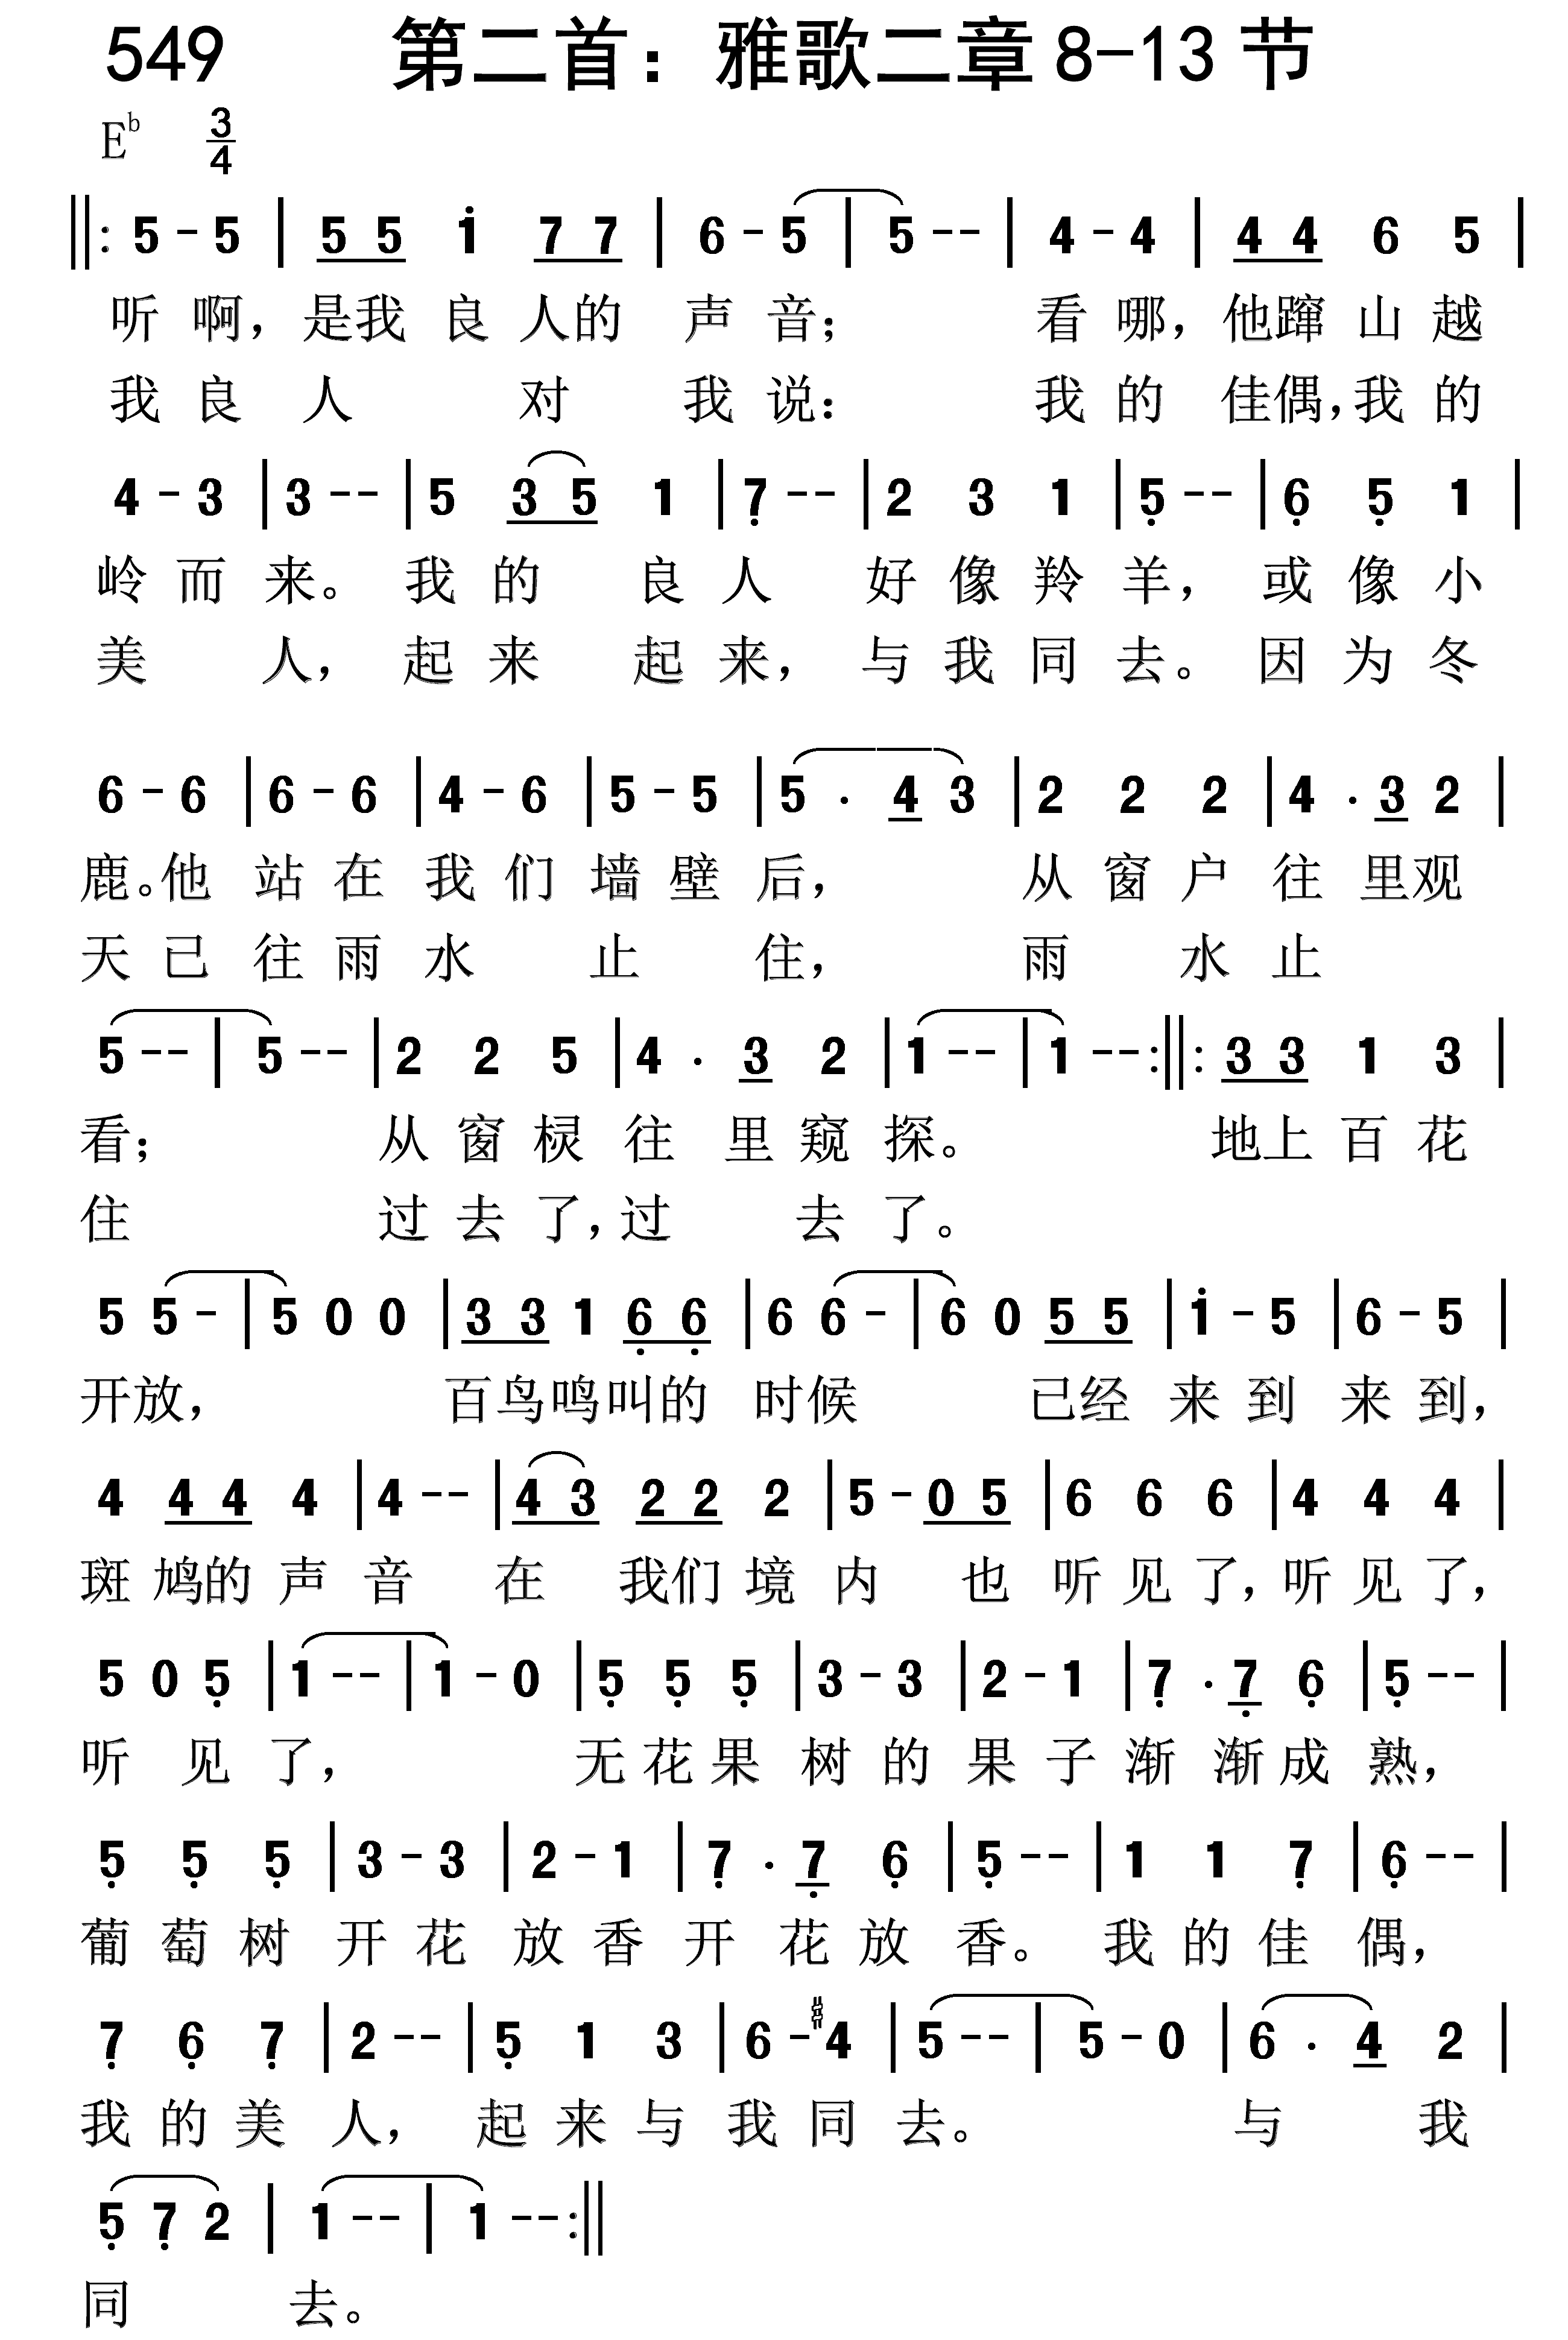 549 第二首：雅歌二章8-13节
E♭ 3/4
‖: 5 - 5 | 5 5 i 7 7 | 6 - 5 | 5 - - | 4 - 4 | 4 4 6 5 |
听 啊，是我 良 人的 声 音； 看 哪，他蹿 山 越
我 良 人 对 我 说： 我 的 佳偶，我 的
4 - 3 | 3 - - | 5 3 5 1 | 7̣ - - | 2 3 1 | 5̣ - - | 6̣ 5̣ 1 |
岭 而 来。 我 的 良 人 好 像 羚 羊， 或 像 小
美 人， 起 来 起 来， 与 我 同 去。 因 为 冬
6 - 6 | 6 - 6 | 4 - 6 | 5 - 5 | 5 · 4 3 | 2 2 2 | 4 · 3 2 |
鹿。他 站 在 我 们 墙 壁 后， 从 窗 户 往 里观
天 已 往 雨 水 止 住， 雨 水 止
5 - - | 5 - - | 2 2 5 | 4 · 3 2 | 1 - - | 1 - - :‖: 3 3 1 3 |
看； 从 窗 棂 往 里 窥 探。 地上 百 花
住 过 去 了，过 去 了。
5 5 - | 5 0 0 | 3 3 1 6̣ 6̣ | 6 6 - | 6 0 5 5 | i - 5 | 6 - 5 |
开放， 百鸟鸣叫的 时候 已经 来 到 来 到，
4 4 4 4 | 4 - - | 4 3 2 2 2 | 5 - 0 5 | 6 6 6 | 4 4 4 |
斑 鸠的 声 音 在 我们 境 内 也 听 见 了，听 见 了，
5 0 5̣ | 1 - - | 1 - 0 | 5̣ 5̣ 5̣ | 3 - 3 | 2 - 1 | 7̣ · 7̣ 6̣ | 5̣ - - |
听 见 了， 无 花 果 树 的 果 子 渐 渐 成 熟，
5̣ 5̣ 5̣ | 3 - 3 | 2 - 1 | 7̣ · 7̣ 6̣ | 5̣ - - | 1 1 7̣ | 6̣ - - |
葡 萄 树 开 花 放 香 开 花 放 香。 我 的 佳 偶，
7̣ 6̣ 7̣ | 2 - - | 5̣ 1 3 | 6 - #4 | 5 - - | 5 - 0 | 6 · 4 2 |
我 的 美 人， 起 来 与 我 同 去。 与 我
5̣ 7̣ 2 | 1 - - | 1 - - :‖
同 去。